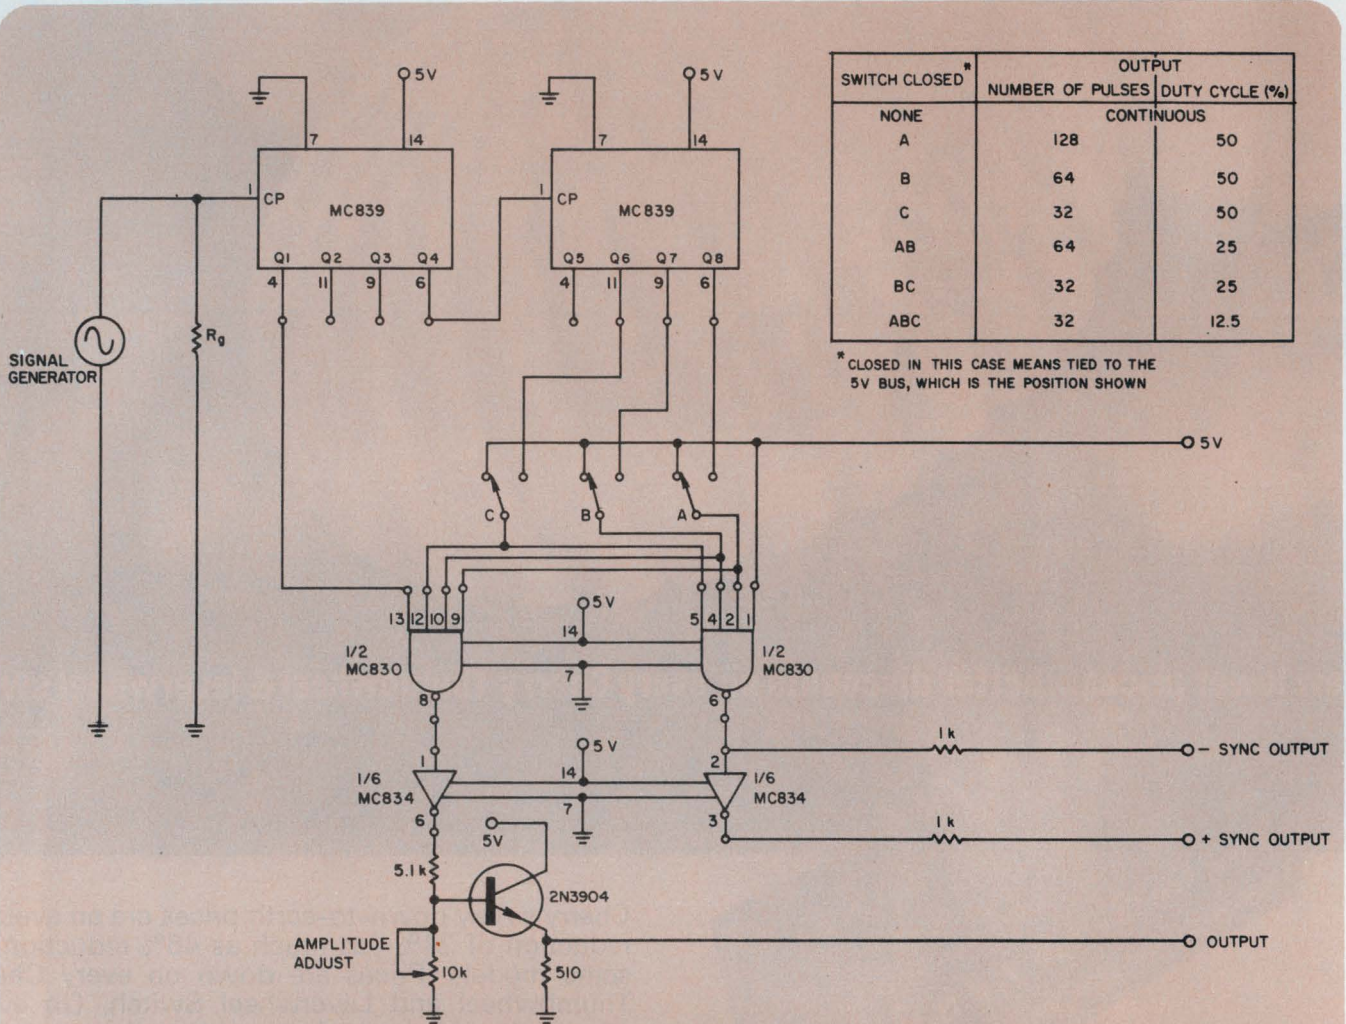 5V
5V
7
14
7
14
1
CP
MC839
1
CP
MC839
Q1 Q2 Q3 Q4
Q5 Q6 Q7 Q8
4 11 9 6
4 11 9 6
SIGNAL
GENERATOR
Rg
SWITCH CLOSED*
OUTPUT
NUMBER OF PULSES
DUTY CYCLE (%)
NONE CONTINUOUS
A 128 50
B 64 50
C 32 50
AB 64 25
BC 32 25
ABC 32 12.5
* CLOSED IN THIS CASE MEANS TIED TO THE
5V BUS, WHICH IS THE POSITION SHOWN
5V
C B A
13 12 10 9
5V
14
7
5 4 2 1
1/2
MC830
1/2
MC830
8
6
1k
- SYNC OUTPUT
5V
14
7
1
2
1/6
MC834
1/6
MC834
6
3
1k
+ SYNC OUTPUT
5V
5.1k
2N3904
AMPLITUDE
ADJUST
10k
510
OUTPUT